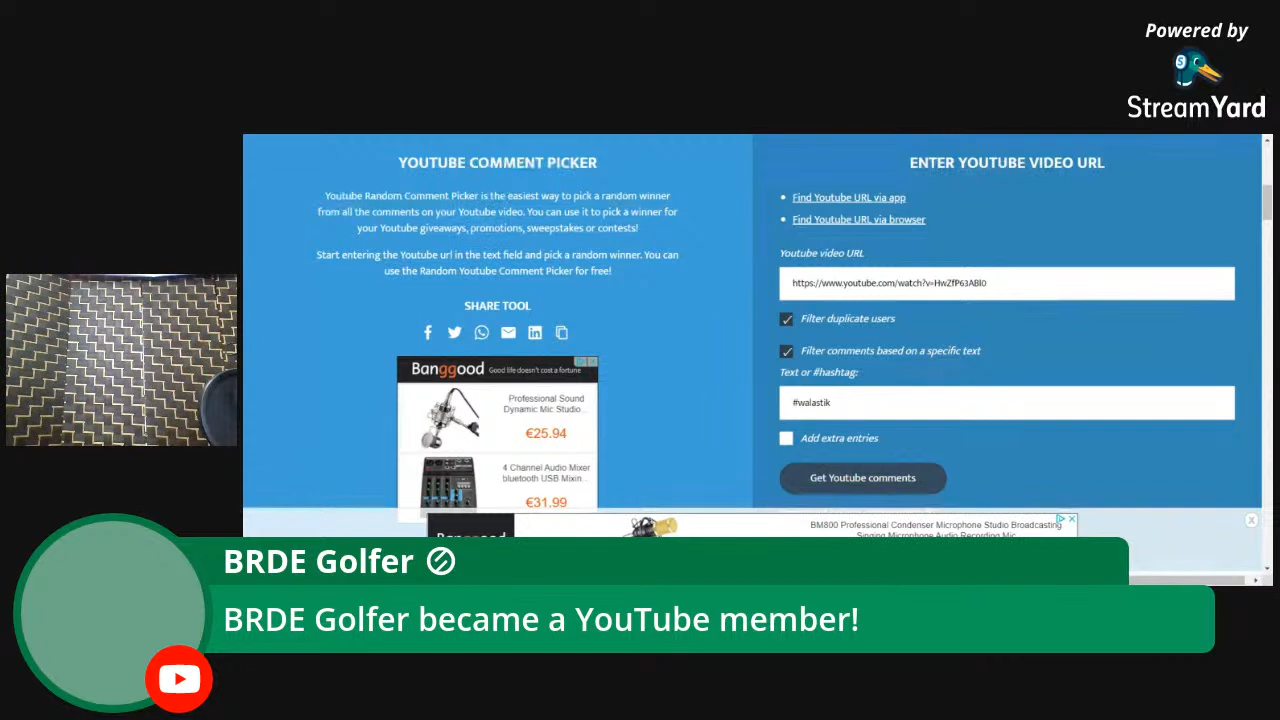 Powered by
StreamYard
YOUTUBE COMMENT PICKER
Youtube Random Comment Picker is the easiest way to pick a random winner
from all the comments on your Youtube video. You can use it to pick a winner for
your Youtube giveaways, promotions, sweepstakes or contests!
Start entering the Youtube url in the text field and pick a random winner. You can
use the Random Youtube Comment Picker for free!
SHARE TOOL
Banggood Good life doesn't cost a fortune
Professional Sound
Dynamic Mic Studio...
€25.94
4 Channel Audio Mixer
bluetooth USB Mixin...
€31.99
ENTER YOUTUBE VIDEO URL
Find Youtube URL via app
Find Youtube URL via browser
Youtube video URL
https://www.youtube.com/watch?v=HwZfP63ABl0
Filter duplicate users
Filter comments based on a specific text
Text or #hashtag:
#walastik
Add extra entries
Get Youtube comments
BM800 Professional Condenser Microphone Studio Broadcasting
Singing Microphone Audio Recording Mic
BRDE Golfer
BRDE Golfer became a YouTube member!